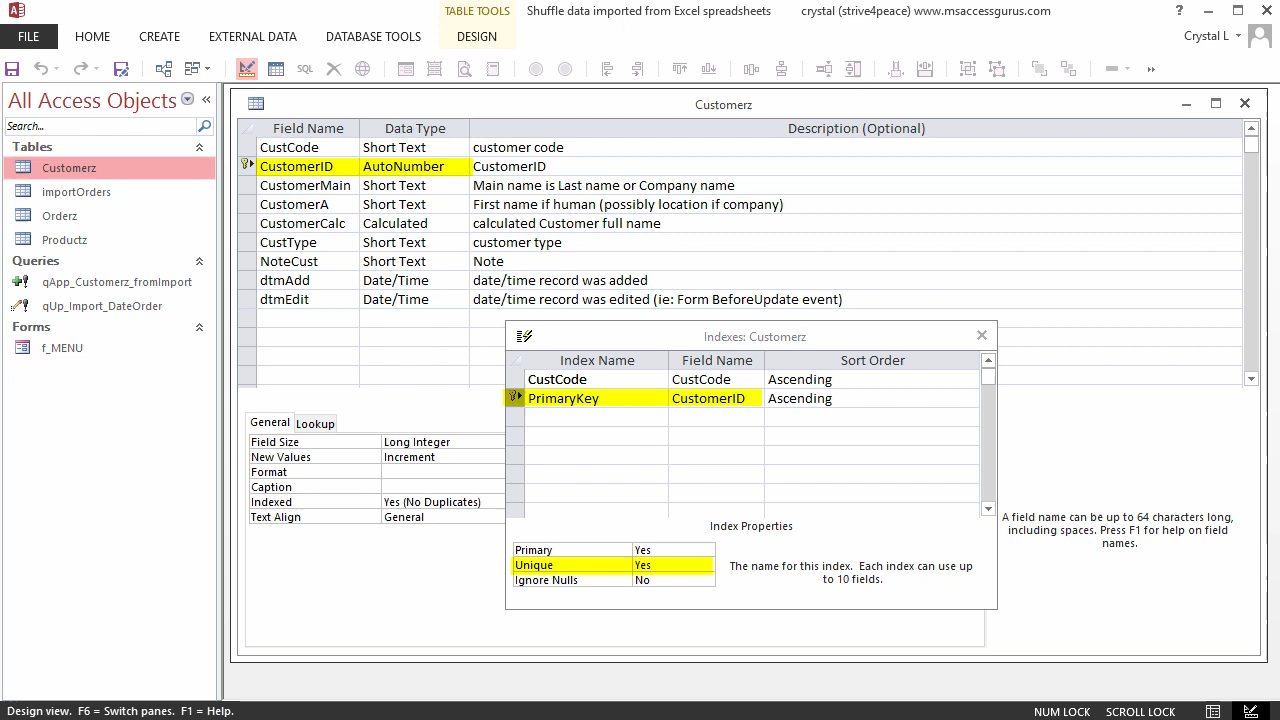 TABLE TOOLS Shuffle data imported from Excel spreadsheets crystal (strive4peace) www.msaccessgurus.com ?
FILE HOME CREATE EXTERNAL DATA DATABASE TOOLS DESIGN Crystal L
SQL
All Access Objects
Search...
Tables
Customerz
importOrders
Orderz
Productz
Queries
qApp_Customerz_fromImport
qUp_Import_DateOrder
Forms
f_MENU
Customerz
Field Name Data Type Description (Optional)
CustCode Short Text customer code
CustomerID AutoNumber CustomerID
CustomerMain Short Text Main name is Last name or Company name
CustomerA Short Text First name if human (possibly location if company)
CustomerCalc Calculated calculated Customer full name
CustType Short Text customer type
NoteCust Short Text Note
dtmAdd Date/Time date/time record was added
dtmEdit Date/Time date/time record was edited (ie: Form BeforeUpdate event)
General Lookup
Field Size Long Integer
New Values Increment
Format
Caption
Indexed Yes (No Duplicates)
Text Align General
Indexes: Customerz
Index Name Field Name Sort Order
CustCode CustCode Ascending
PrimaryKey CustomerID Ascending
Index Properties
Primary Yes
Unique Yes
Ignore Nulls No
The name for this index. Each index can use up
to 10 fields.
A field name can be up to 64 characters long,
including spaces. Press F1 for help on field
names.
Design view. F6 = Switch panes. F1 = Help. NUM LOCK SCROLL LOCK